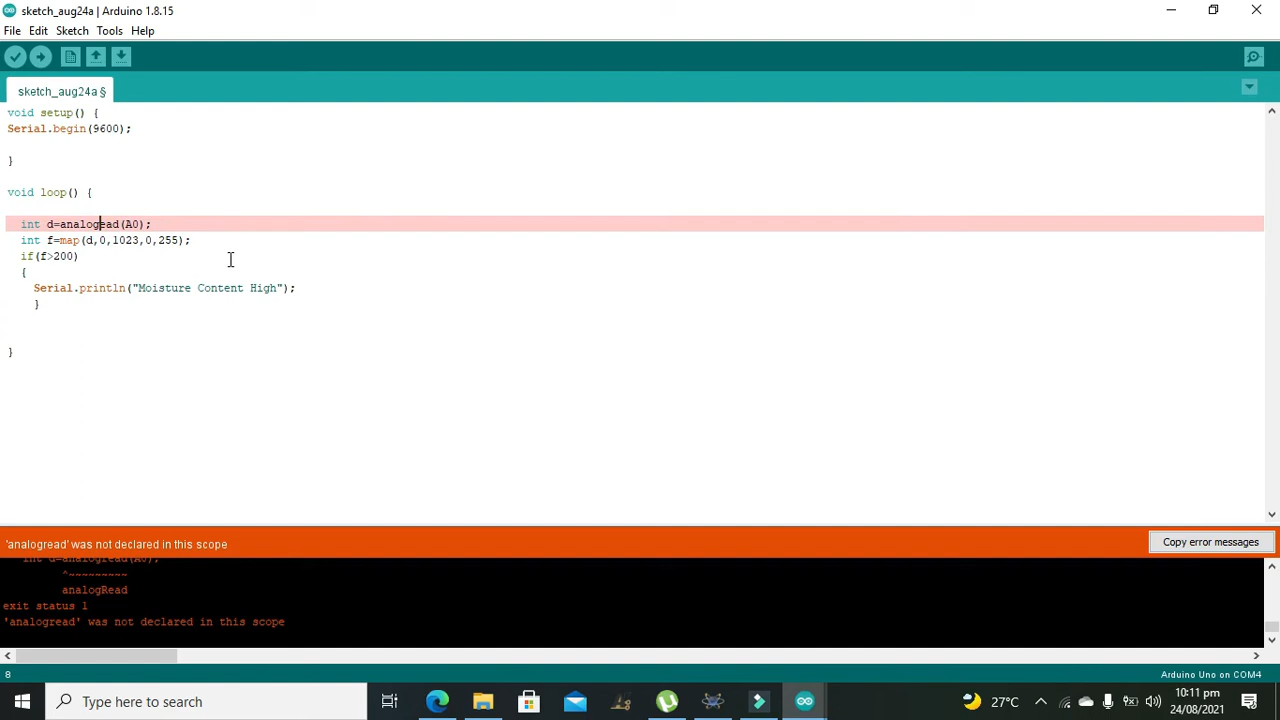 sketch_aug24a | Arduino 1.8.15
File Edit Sketch Tools Help
sketch_aug24a §
void setup() {
Serial.begin(9600);
}
void loop() {
int d=analogread(A0);
int f=map(d,0,1023,0,255);
if(f>200)
{
Serial.println("Moisture Content High");
}
}
'analogread' was not declared in this scope
Copy error messages
int d=analogread(A0);
^~~~~~~~~~
analogRead
exit status 1
'analogread' was not declared in this scope
8
Arduino Uno on COM4
Type here to search
27°C
10:11 pm
24/08/2021